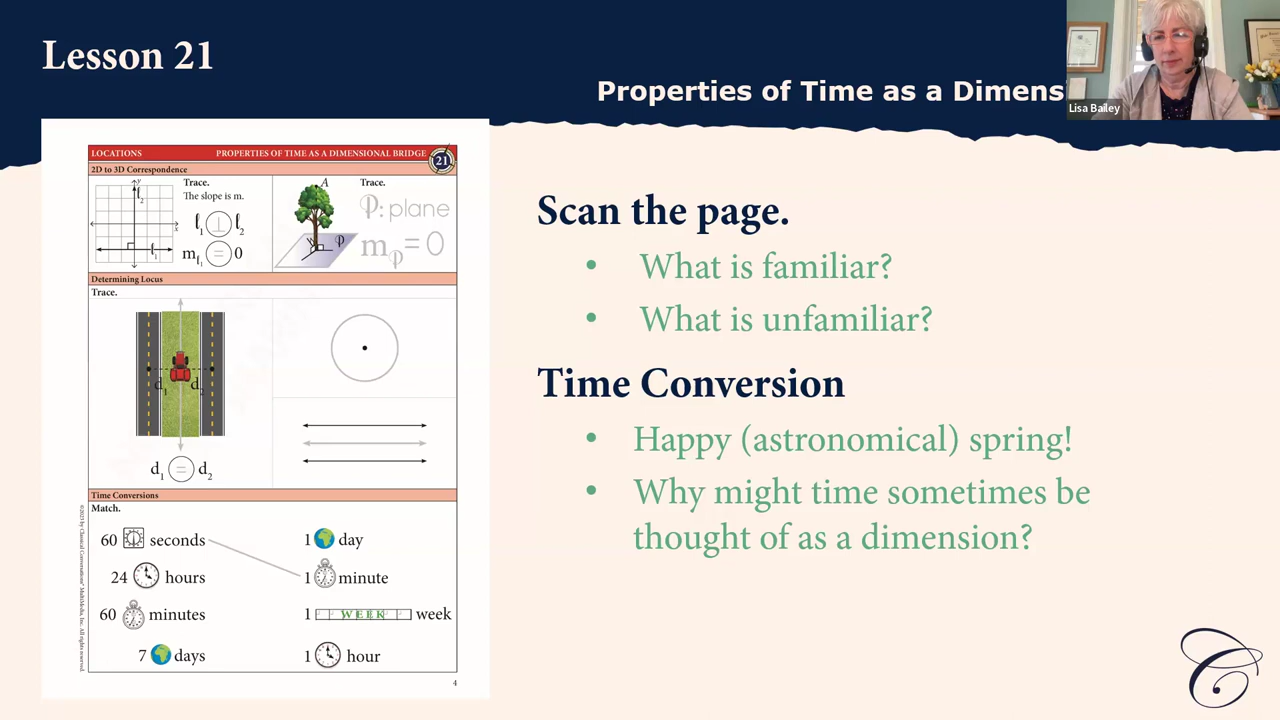 Lesson 21
Properties of Time as a Dimens
Lisa Bailey
LOCATIONS PROPERTIES OF TIME AS A DIMENSIONAL BRIDGE 21
2D to 3D Correspondence
Trace.
The slope is m.
y
x
ℓ₂
ℓ₁
ℓ₁ ⊥ ℓ₂
mℓ₁ = 0
A
𝒫
Trace.
𝒫: plane
m𝒫 = 0
Determining Locus
Trace.
d₁ d₂
d₁ = d₂
Time Conversions
Match.
60 seconds 1 day
24 hours 1 minute
60 minutes 1 WEEK week
7 days 1 hour
4
Scan the page.
• What is familiar?
• What is unfamiliar?
Time Conversion
• Happy (astronomical) spring!
• Why might time sometimes be
thought of as a dimension?
C